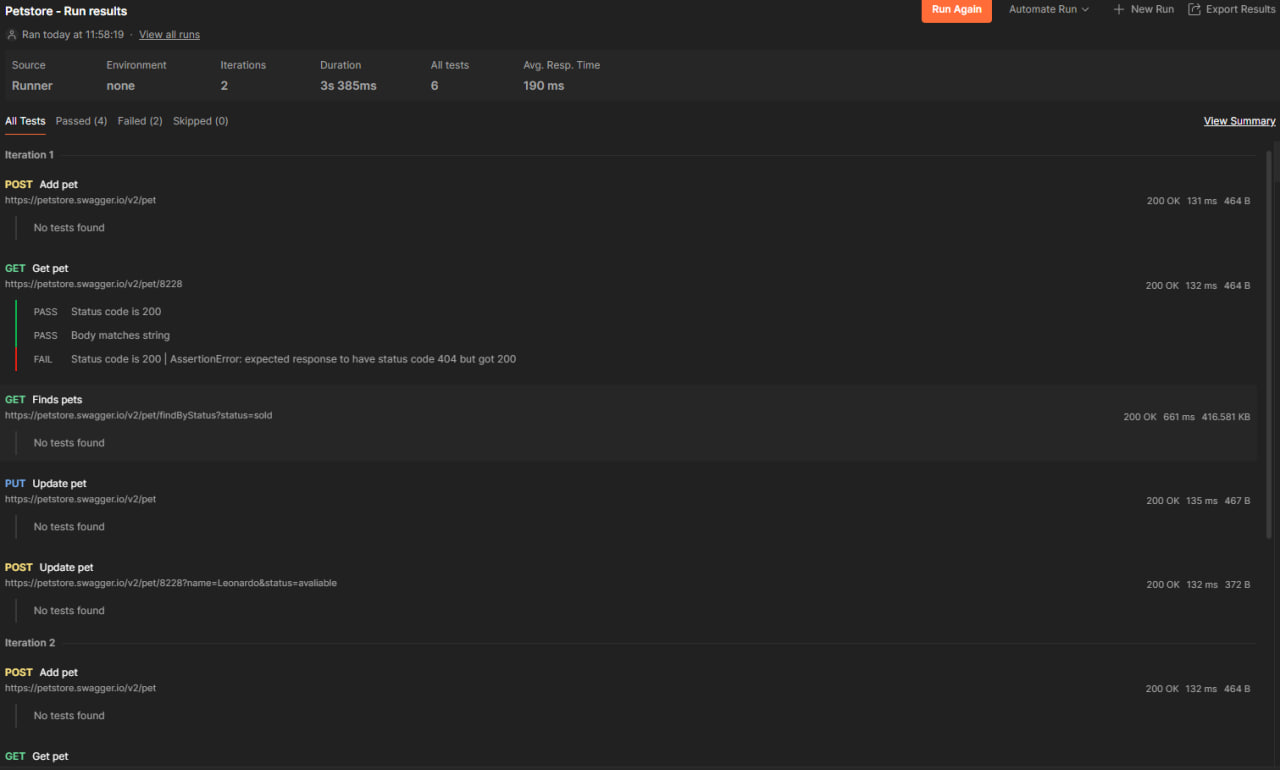 Petstore - Run results
Run Again
Automate Run
New Run
Export Results
Ran today at 11:58:19 · View all runs
Source Environment Iterations Duration All tests Avg. Resp. Time
Runner none 2 3s 385ms 6 190 ms
All Tests Passed (4) Failed (2) Skipped (0) View Summary
Iteration 1
POST Add pet
https://petstore.swagger.io/v2/pet 200 OK 131 ms 464 B
No tests found
GET Get pet
https://petstore.swagger.io/v2/pet/8228 200 OK 132 ms 464 B
PASS Status code is 200
PASS Body matches string
FAIL Status code is 200 | AssertionError: expected response to have status code 404 but got 200
GET Finds pets
https://petstore.swagger.io/v2/pet/findByStatus?status=sold 200 OK 661 ms 416.581 KB
No tests found
PUT Update pet
https://petstore.swagger.io/v2/pet 200 OK 135 ms 467 B
No tests found
POST Update pet
https://petstore.swagger.io/v2/pet/8228?name=Leonardo&status=avaliable 200 OK 132 ms 372 B
No tests found
Iteration 2
POST Add pet
https://petstore.swagger.io/v2/pet 200 OK 132 ms 464 B
No tests found
GET Get pet